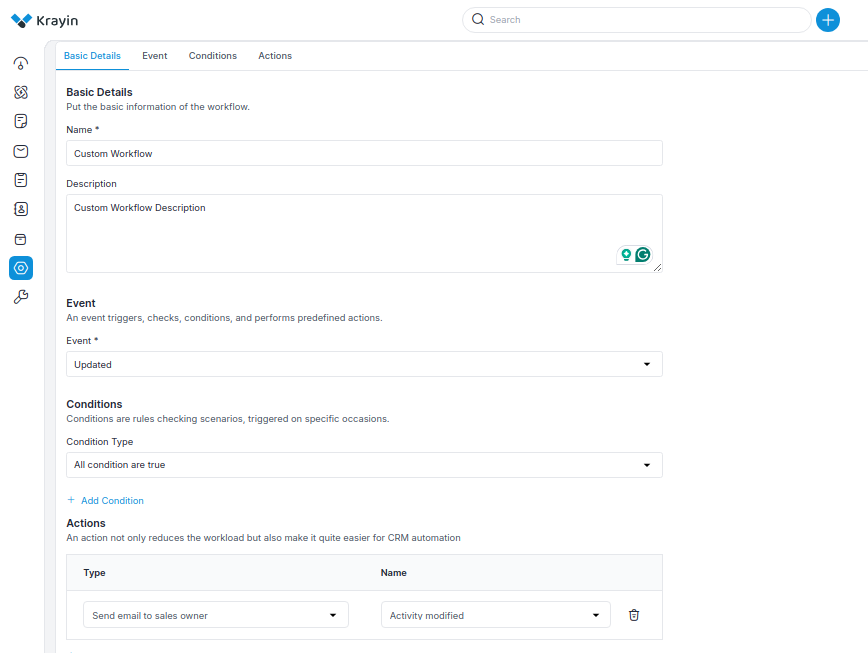 Krayin
Search
Basic Details Event Conditions Actions
Basic Details
Put the basic information of the workflow.
Name *
Custom Workflow
Description
Custom Workflow Description
Event
An event triggers, checks, conditions, and performs predefined actions.
Event *
Updated
Conditions
Conditions are rules checking scenarios, triggered on specific occasions.
Condition Type
All condition are true
+ Add Condition
Actions
An action not only reduces the workload but also make it quite easier for CRM automation
Type Name
Send email to sales owner Activity modified